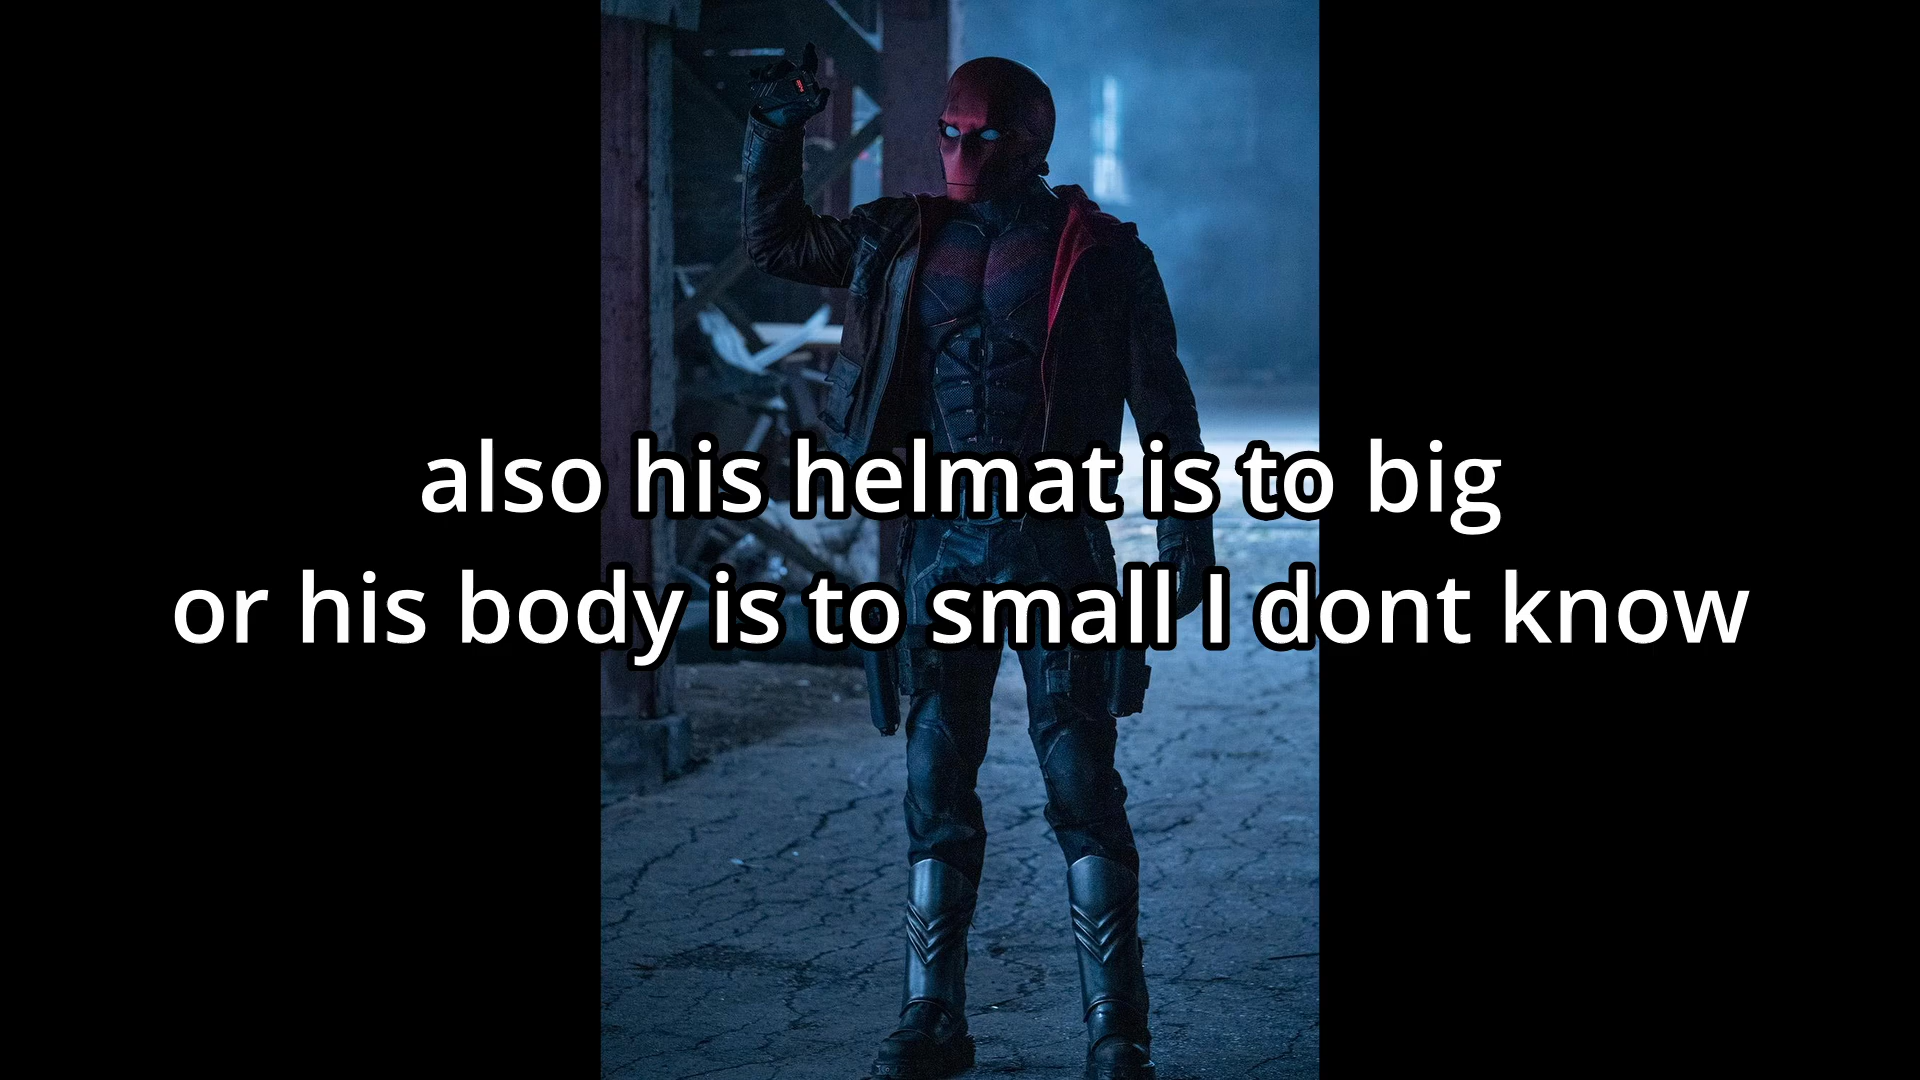 also his helmat is to big
or his body is to small I dont know